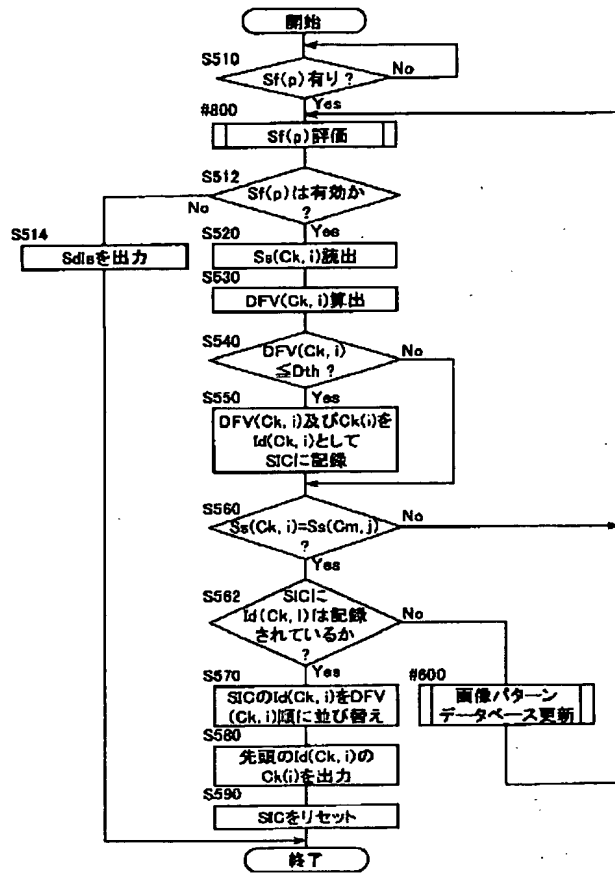 開始
S510
Sf(p)有り?
No
Yes
#800
Sf(p)評価
S512
Sf(p)は有効か
?
No
Yes
S514
Sdisを出力
S520
Ss(Ck,i)読出
S530
DFV(Ck,i)算出
S540
DFV(Ck,i)
≦Dth?
No
Yes
S550
DFV(Ck,i)及びCk(i)を
Id(Ck,i)として
SICに記録
S560
Ss(Ck,i)=Ss(Cm,j)
?
No
Yes
S562
SICに
Id(Ck,i)は記録
されているか
?
No
Yes
S570
SICのId(Ck,i)をDFV
(Ck,i)順に並び替え
#600
画像パターン
データベース更新
S580
先頭のId(Ck,i)の
Ck(i)を出力
S590
SICをリセット
終了